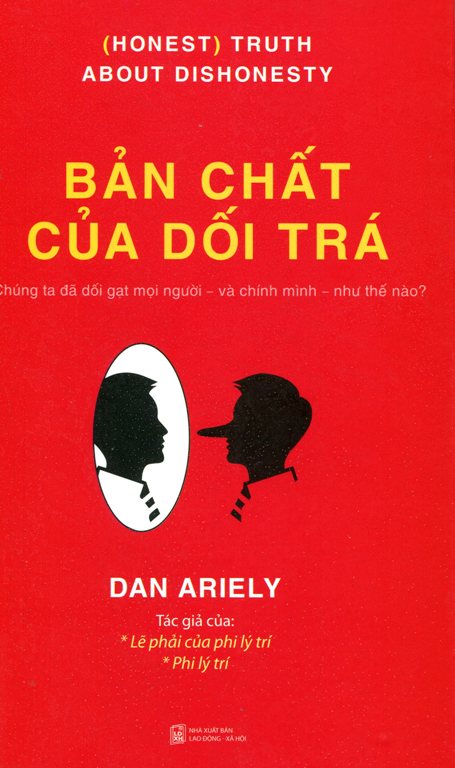 (HONEST) TRUTH
ABOUT DISHONESTY
BẢN CHẤT
CỦA DỐI TRÁ
Chúng ta đã dối gạt mọi người – và chính mình – như thế nào?
DAN ARIELY
Tác giả của:
* Lẽ phải của phi lý trí
* Phi lý trí
LĐ
XH
NHÀ XUẤT BẢN
LAO ĐỘNG - XÃ HỘI